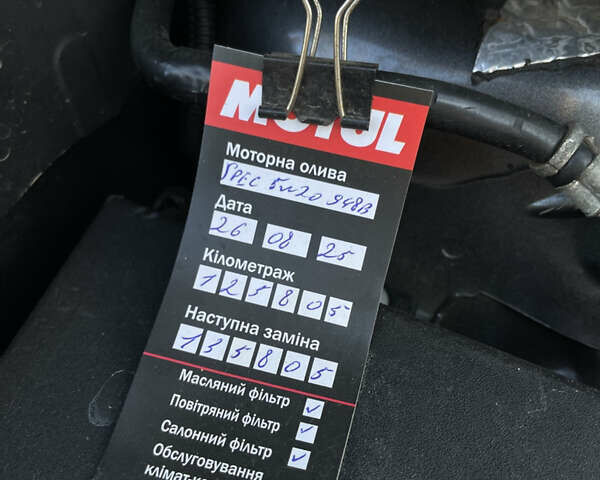 MOTUL
Моторна олива
SPEC 5w20 948B
Дата
26 08 25
Кілометраж
125805
Наступна заміна
135805
Масляний фільтр ✓
Повітряний фільтр ✓
Салонний фільтр ✓
Обслуговування